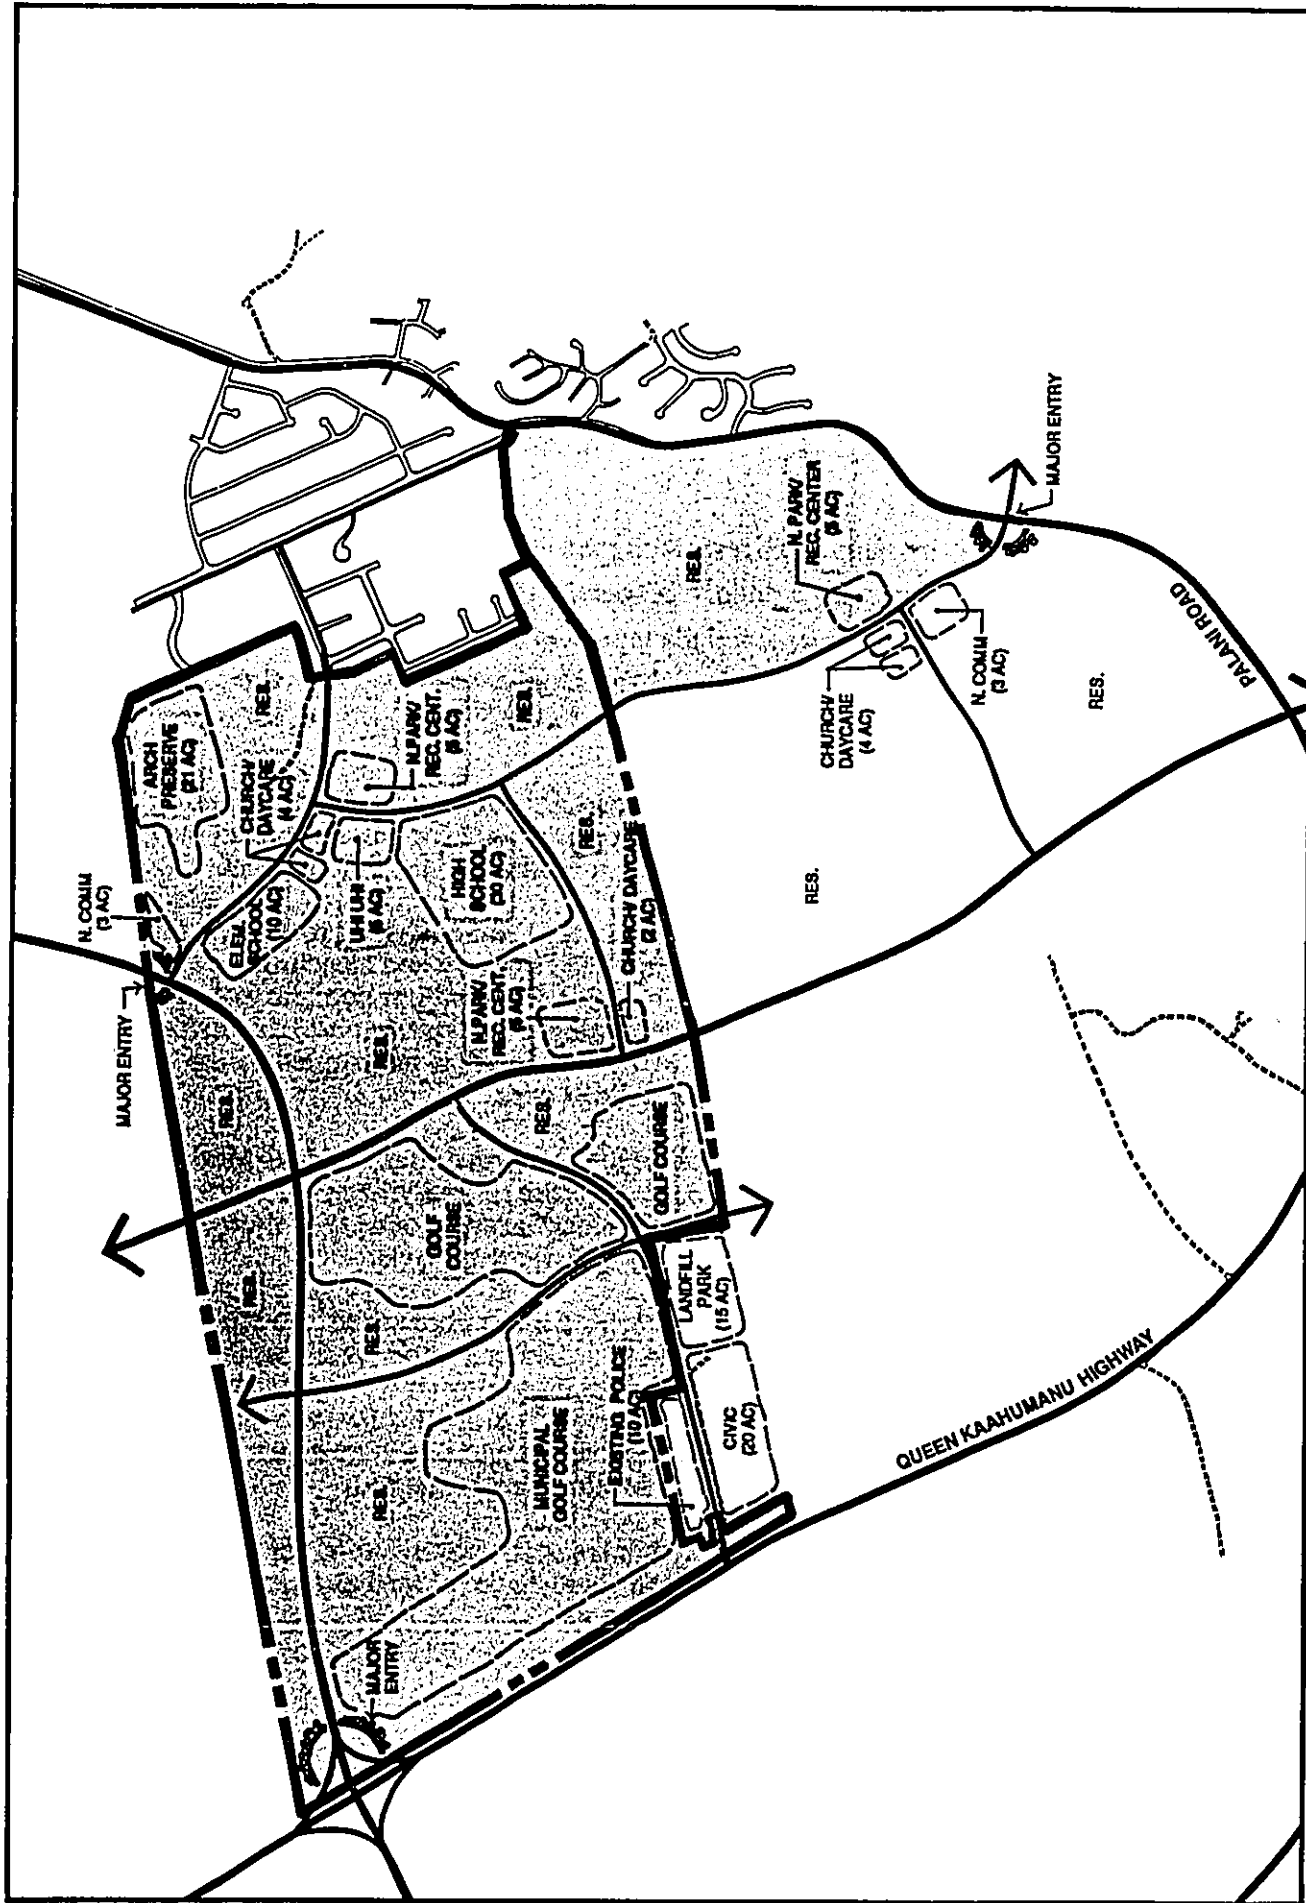 N. COMM
(3 AC)
MAJOR ENTRY
ARCH
PRESERVE
(21 AC)
RES.
ELEM.
SCHOOL
(10 AC)
CHURCH/
DAYCARE
(4 AC)
RES.
RES.
UHI UHI
RES.
MAJOR
ENTRY
RES.
RES.
N.PARK/
REC. CENT.
(5 AC)
GOLF
COURSE
HIGH
SCHOOL
(30 AC)
N.PARK/
REC. CENT.
(5 AC)
RES.
MUNICIPAL
GOLF COURSE
RES.
RES.
EXISTING POLICE
(10 AC)
CHURCH/ DAYCARE
(2 AC)
GOLF COURSE
LANDFILL
PARK
(15 AC)
RES.
CIVIC
(20 AC)
N. PARK/
REC. CENTER
(5 AC)
RES.
CHURCH/
DAYCARE
(4 AC)
QUEEN KAAHUMANU HIGHWAY
N. COMM
(3 AC)
MAJOR ENTRY
RES.
PALANI ROAD